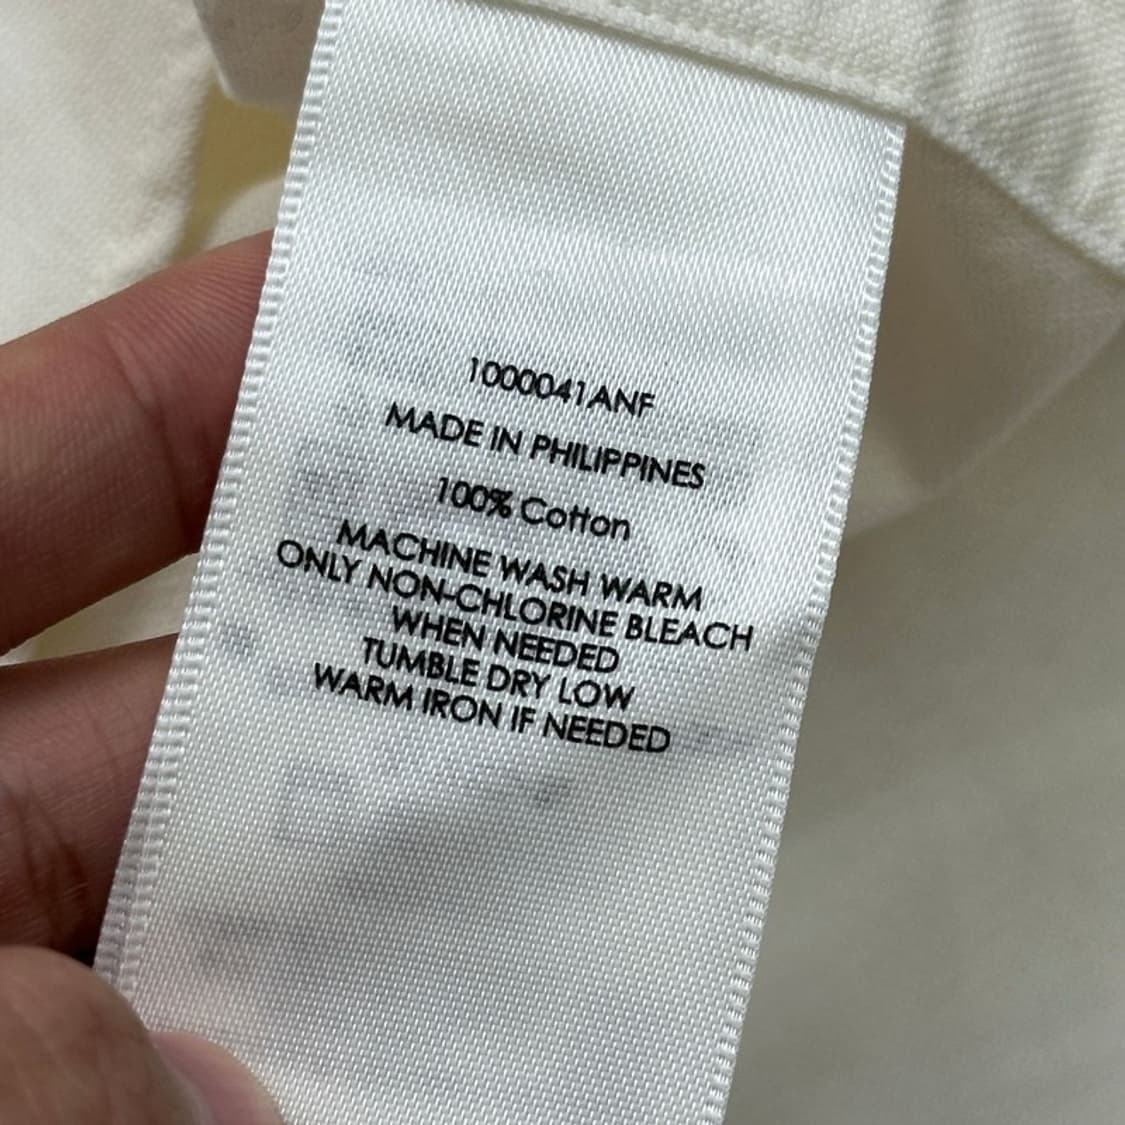 1000041ANF
MADE IN PHILIPPINES
100% Cotton
MACHINE WASH WARM
ONLY NON-CHLORINE BLEACH
WHEN NEEDED
TUMBLE DRY LOW
WARM IRON IF NEEDED